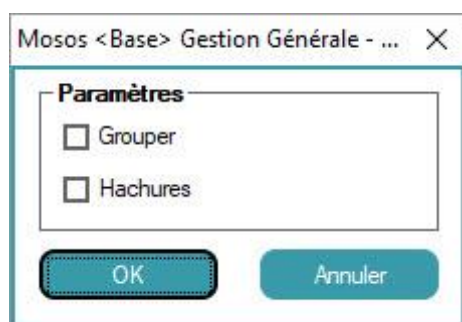 Mosos <Base> Gestion Générale - ...
Paramètres
Grouper
Hachures
OK Annuler